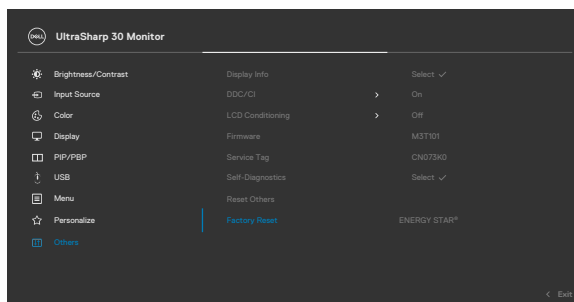 DELL UltraSharp 30 Monitor
Brightness/Contrast Display Info Select ✓
Input Source DDC/CI > On
Color LCD Conditioning > Off
Display Firmware M3T101
PIP/PBP Service Tag CN073K0
USB Self-Diagnostics Select ✓
Menu Reset Others
Personalize Factory Reset ENERGY STAR®
Others
< Exit